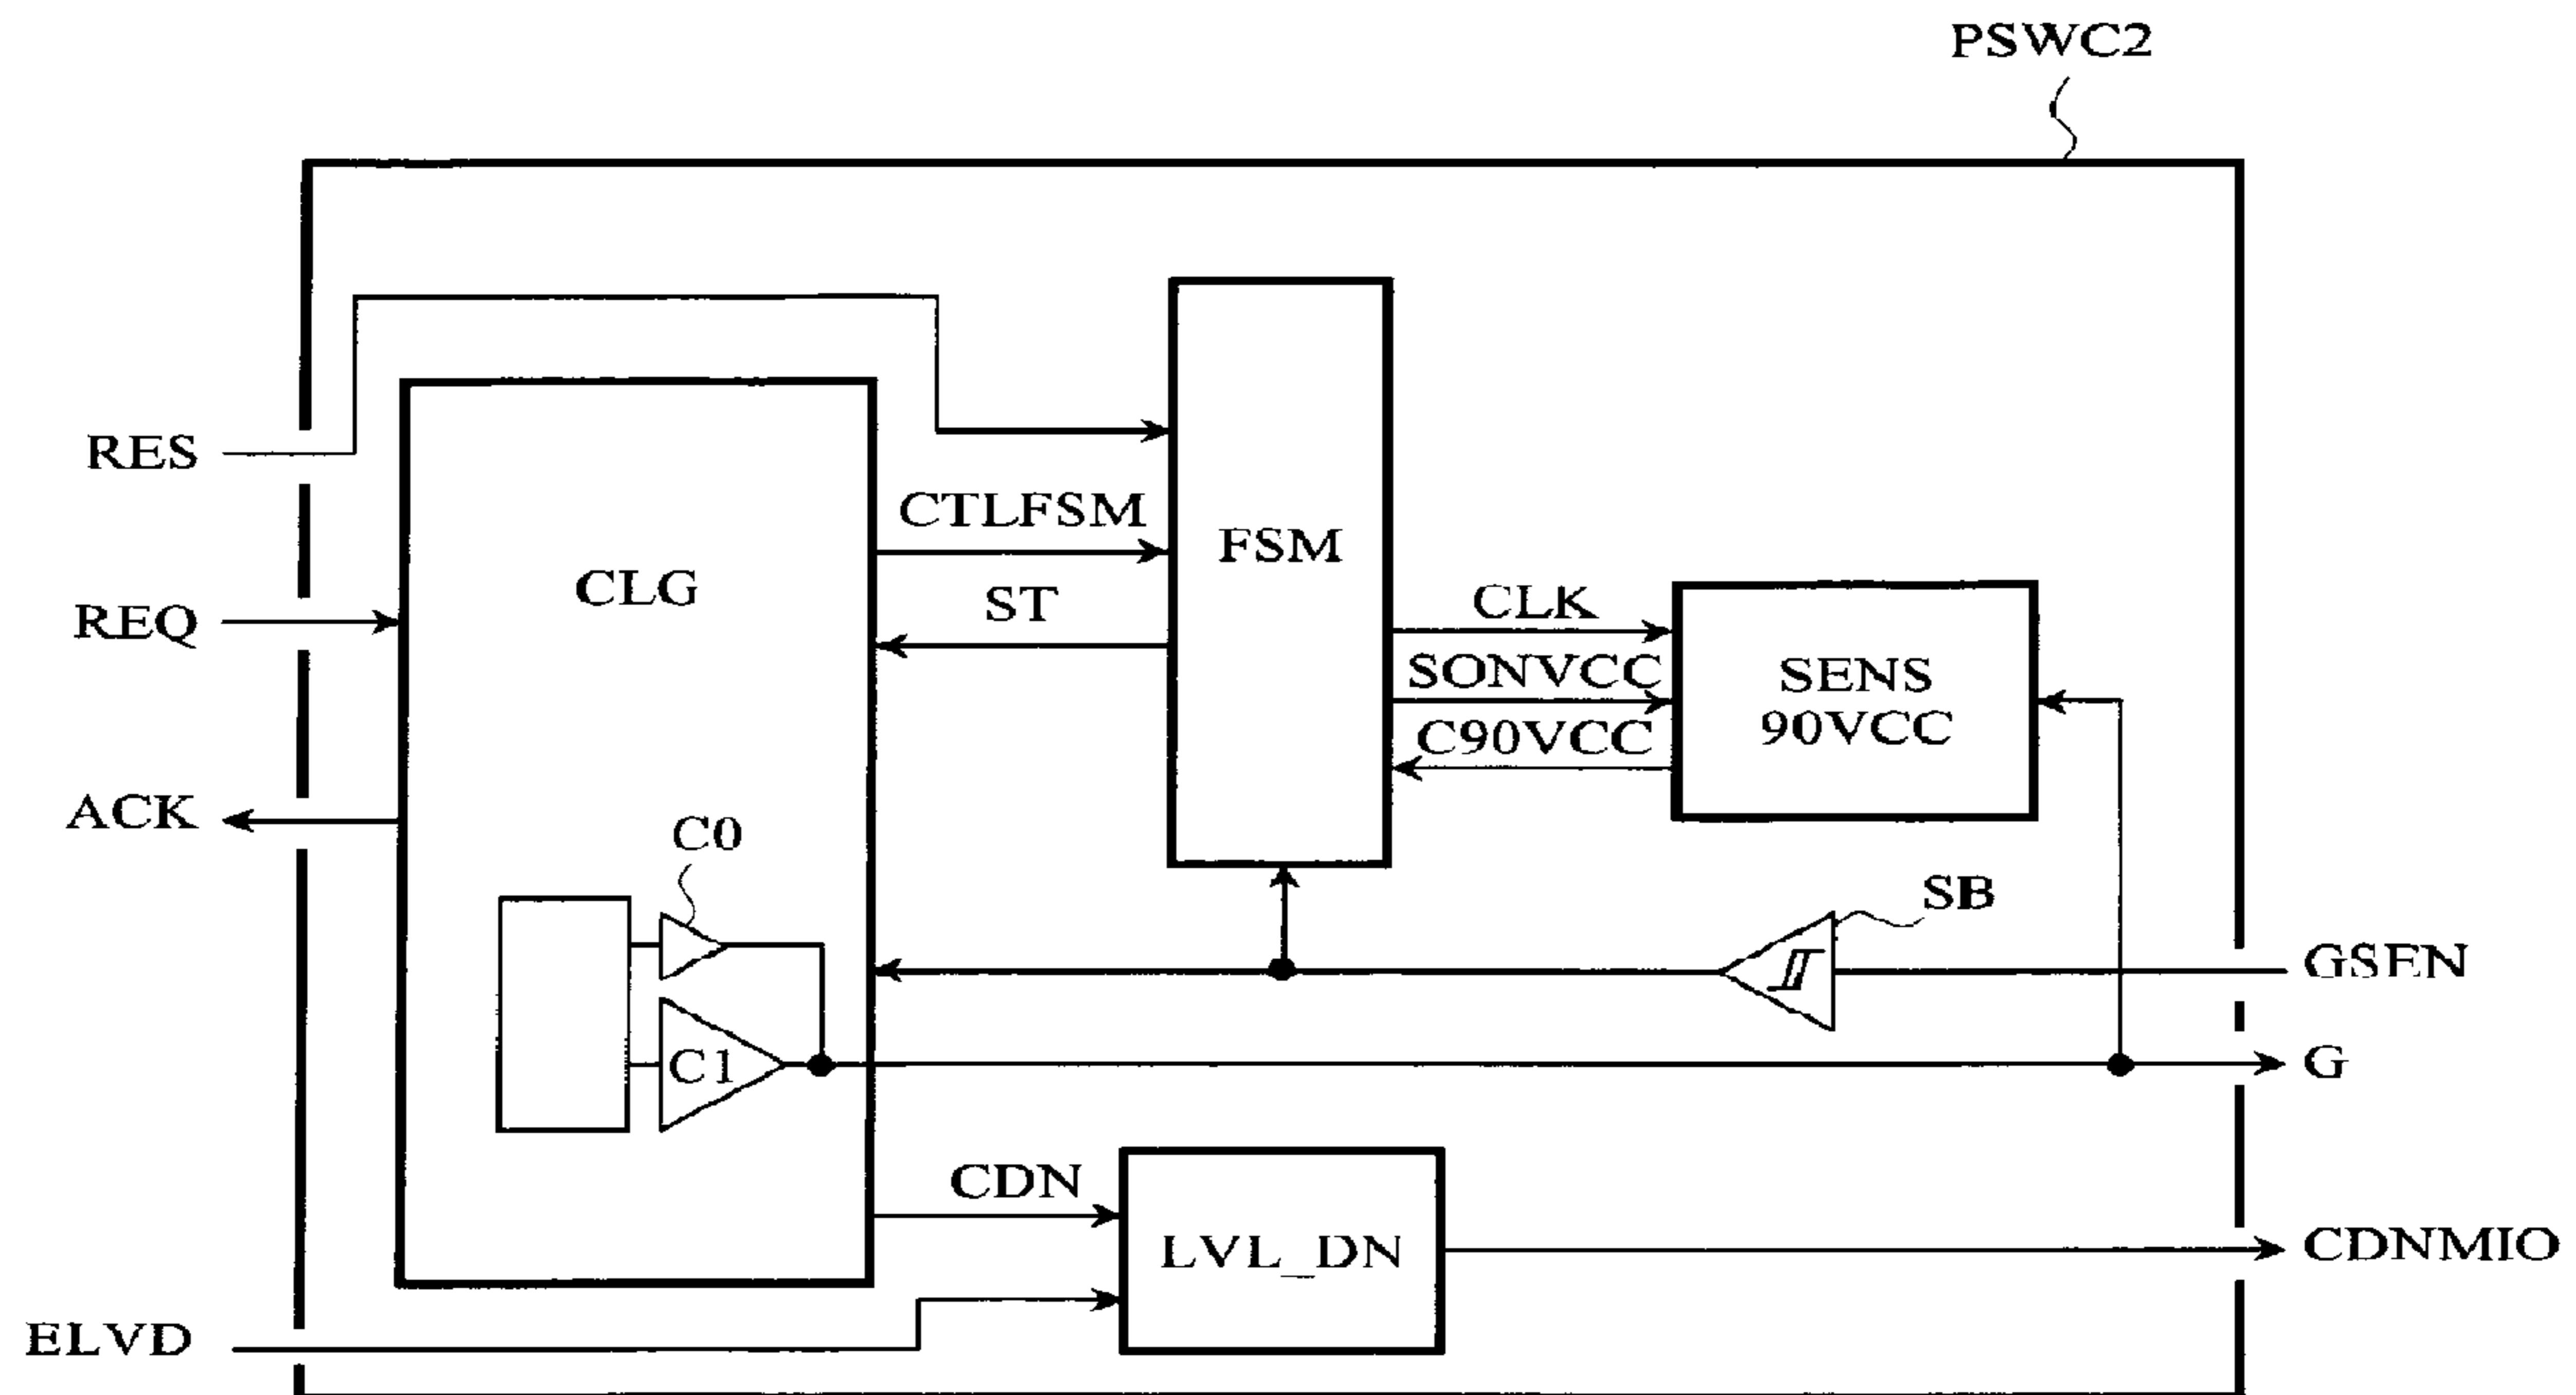 PSWC2
RES
CTLFSM
FSM
CLG
REQ
ST
CLK
SONVCC
C90VCC
SENS
90VCC
ACK
C0
SB
GSEN
C1
G
CDN
LVL_DN
CDNMIO
ELVD